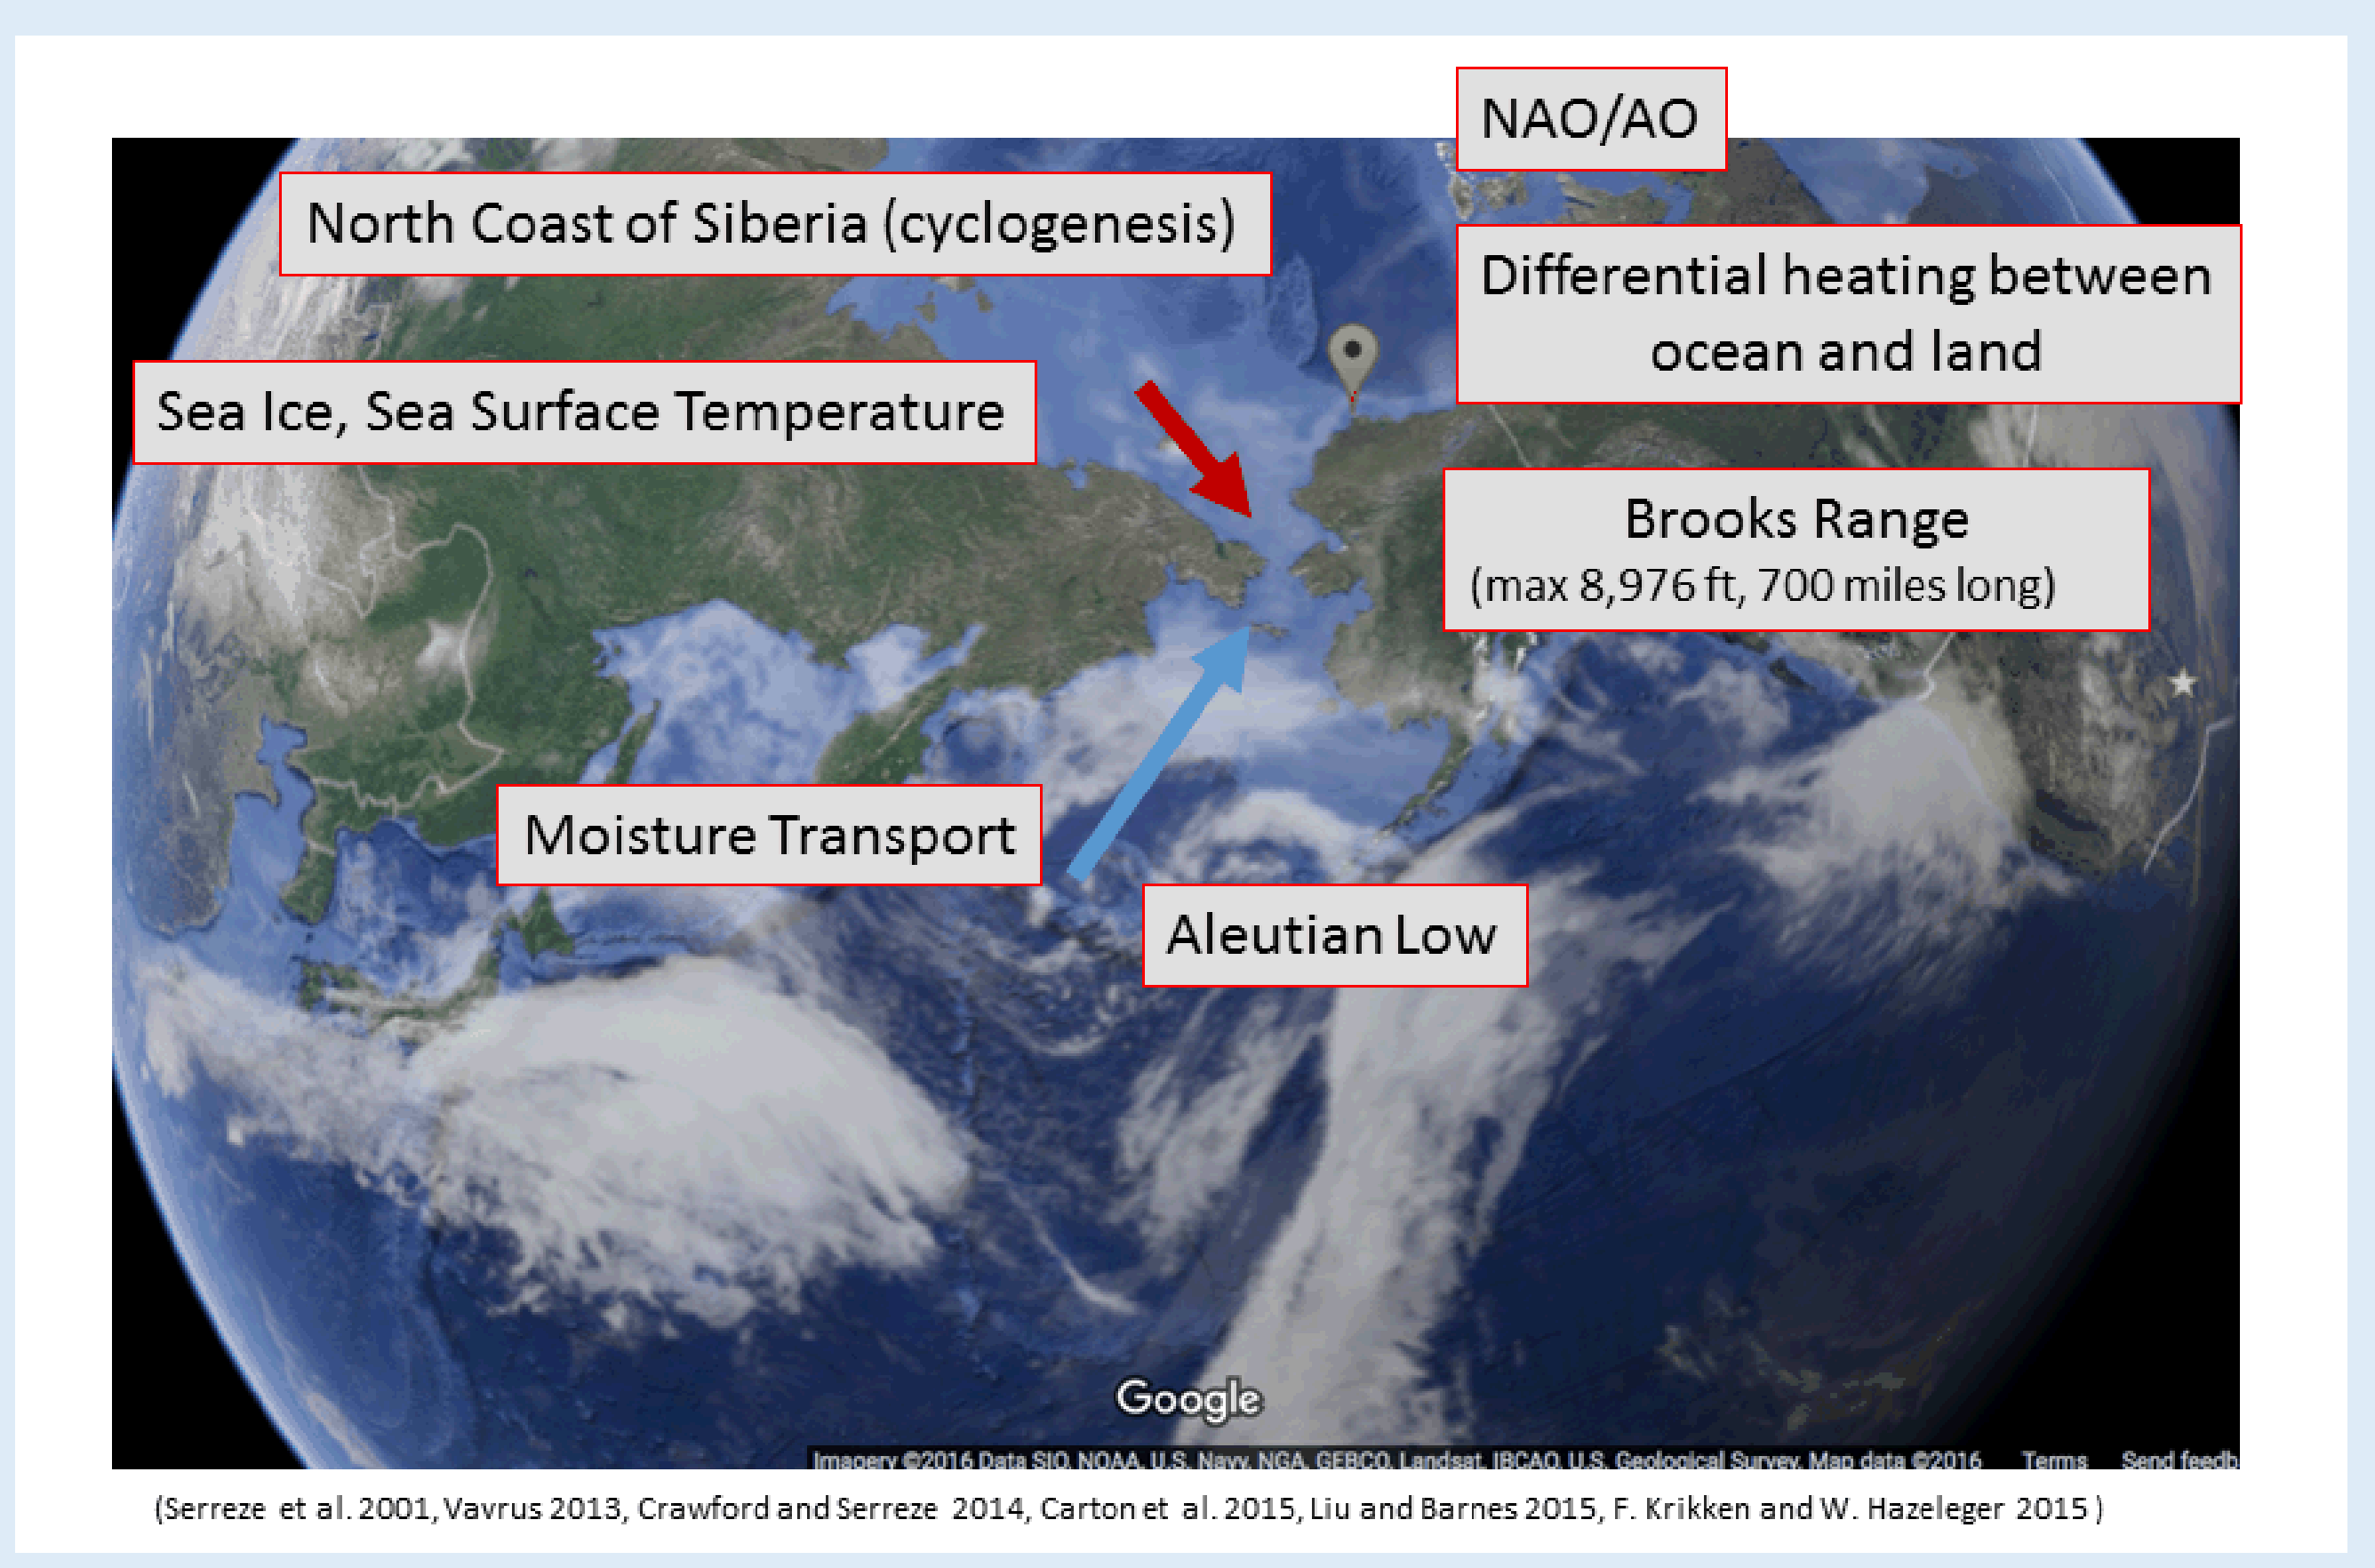 NAO/AO
North Coast of Siberia (cyclogenesis)
Differential heating between
ocean and land
Sea Ice, Sea Surface Temperature
Brooks Range
(max 8,976 ft, 700 miles long)
Moisture Transport
Aleutian Low
Google
Imagery ©2016 Data SIO, NOAA, U.S. Navy, NGA, GEBCO, Landsat, IBCAO, U.S. Geological Survey, Map data ©2016 Terms Send feedb
(Serreze et al. 2001, Vavrus 2013, Crawford and Serreze 2014, Carton et al. 2015, Liu and Barnes 2015, F. Krikken and W. Hazeleger 2015 )